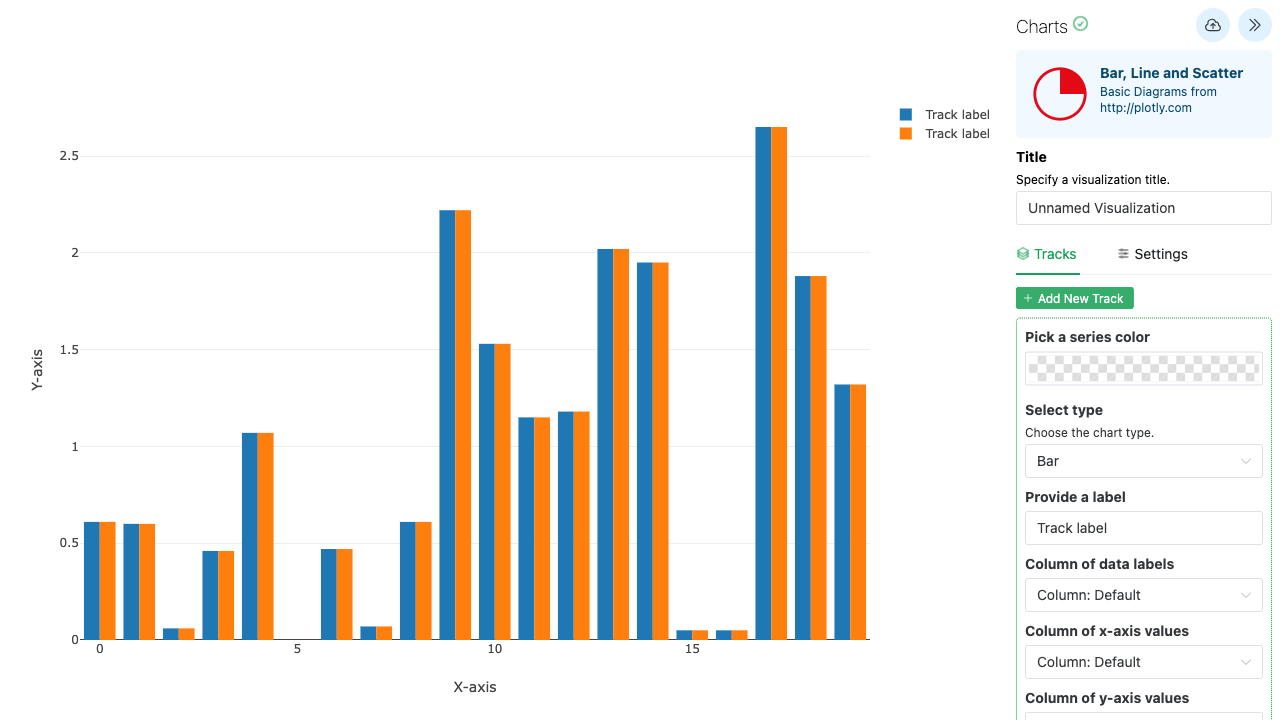 Charts
Bar, Line and Scatter
Basic Diagrams from
http://plotly.com
Title
Specify a visualization title.
Unnamed Visualization
Tracks
Settings
Add New Track
Pick a series color
Select type
Choose the chart type.
Bar
Provide a label
Track label
Column of data labels
Column: Default
Column of x-axis values
Column: Default
Column of y-axis values
Track label
Track label
2.5
2
1.5
1
0.5
0
Y-axis
0
5
10
15
X-axis